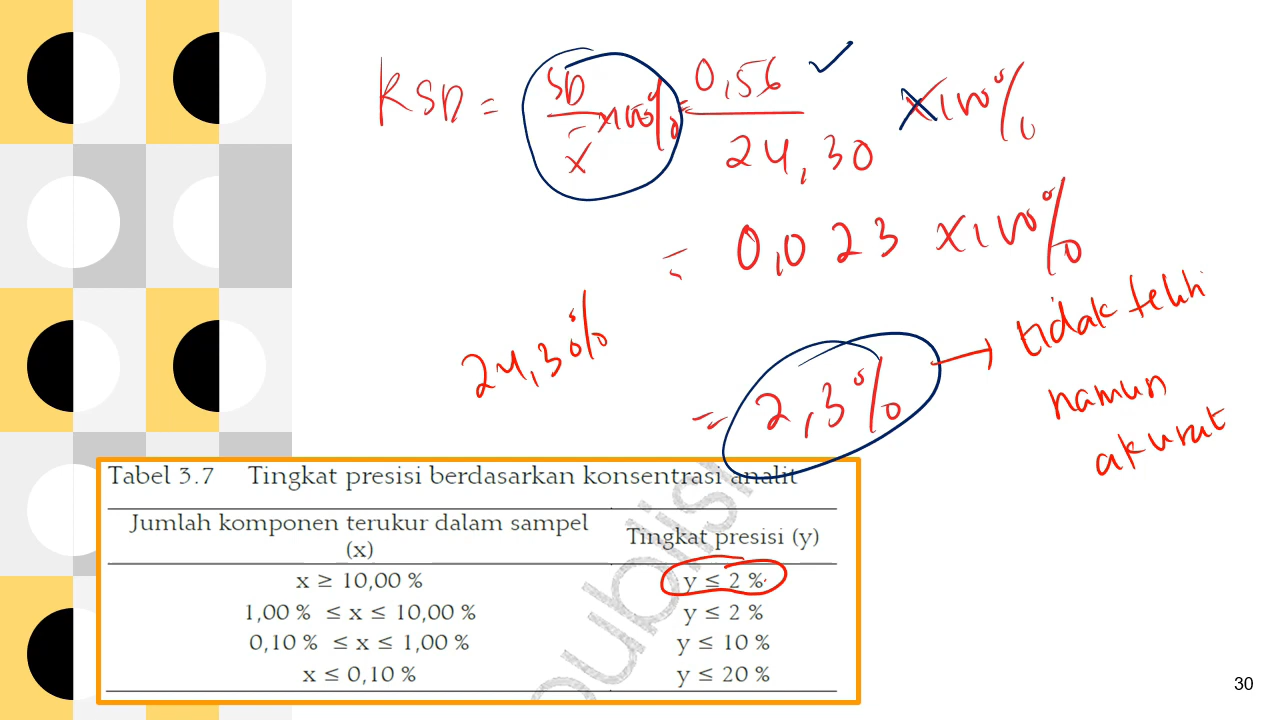 KSD = SD / x̄ x100% = 0,56 / 24,30 x100%
= 0,023 x100%
24,30%
= 2,3% → tidak teliti
namun
akurat
Tabel 3.7 Tingkat presisi berdasarkan konsentrasi analit
Jumlah komponen terukur dalam sampel (x)
Tingkat presisi (y)
x ≥ 10,00 % y ≤ 2 %
1,00 % ≤ x ≤ 10,00 % y ≤ 2 %
0,10 % ≤ x ≤ 1,00 % y ≤ 10 %
x ≤ 0,10 % y ≤ 20 %
30